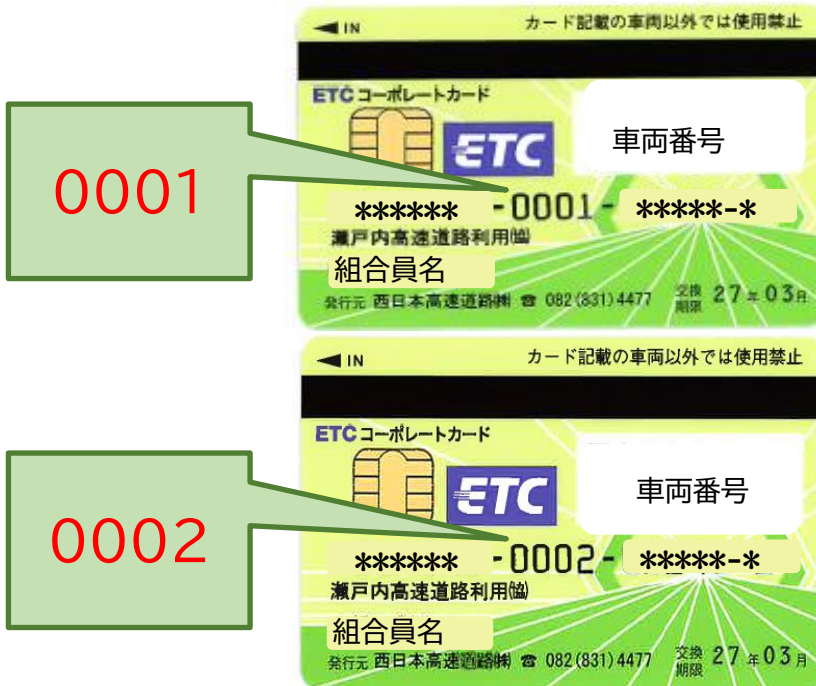 ◀ IN カード記載の車両以外では使用禁止
ETCコーポレートカード
ETC
車両番号
0001
****** -0001- *****-*
瀬戸内高速道路利用㈿
組合員名
発行元 西日本高速道路㈱ ☎ 082(831)4477 交換期限 27年03月
◀ IN カード記載の車両以外では使用禁止
ETCコーポレートカード
ETC
車両番号
0002
****** -0002- *****-*
瀬戸内高速道路利用㈿
組合員名
発行元 西日本高速道路㈱ ☎ 082(831)4477 交換期限 27年03月